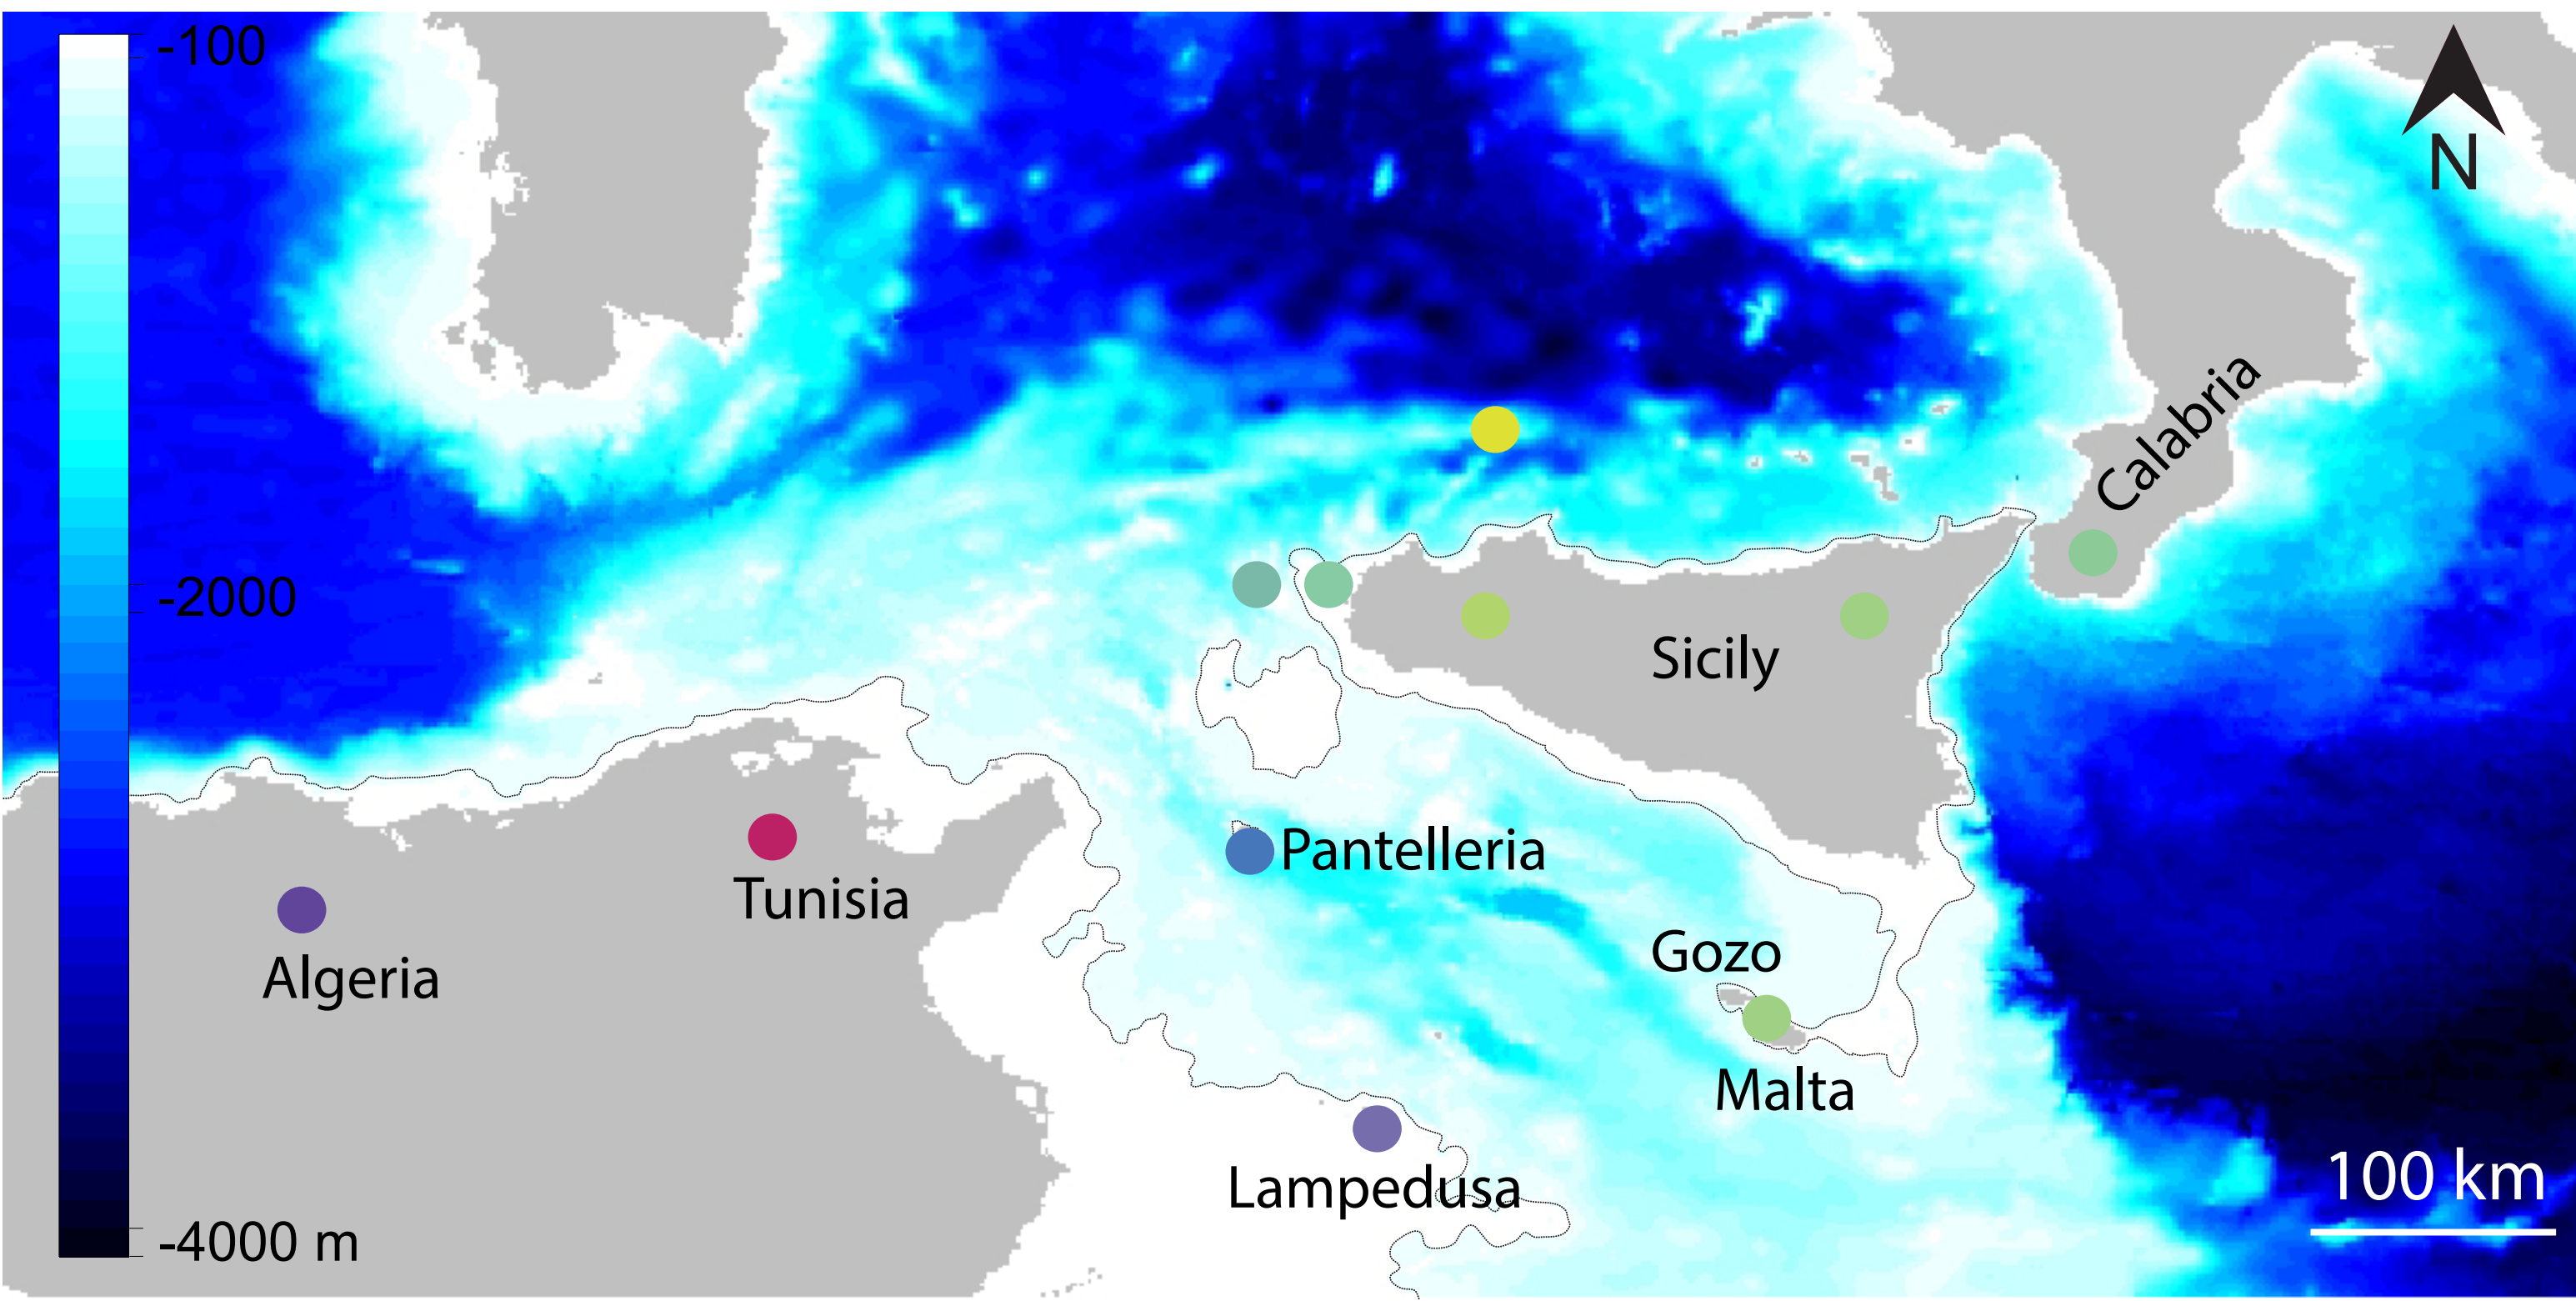 -100
N
Calabria
-2000
Sicily
Pantelleria
Tunisia
Gozo
Algeria
Malta
Lampedusa
100 km
-4000 m